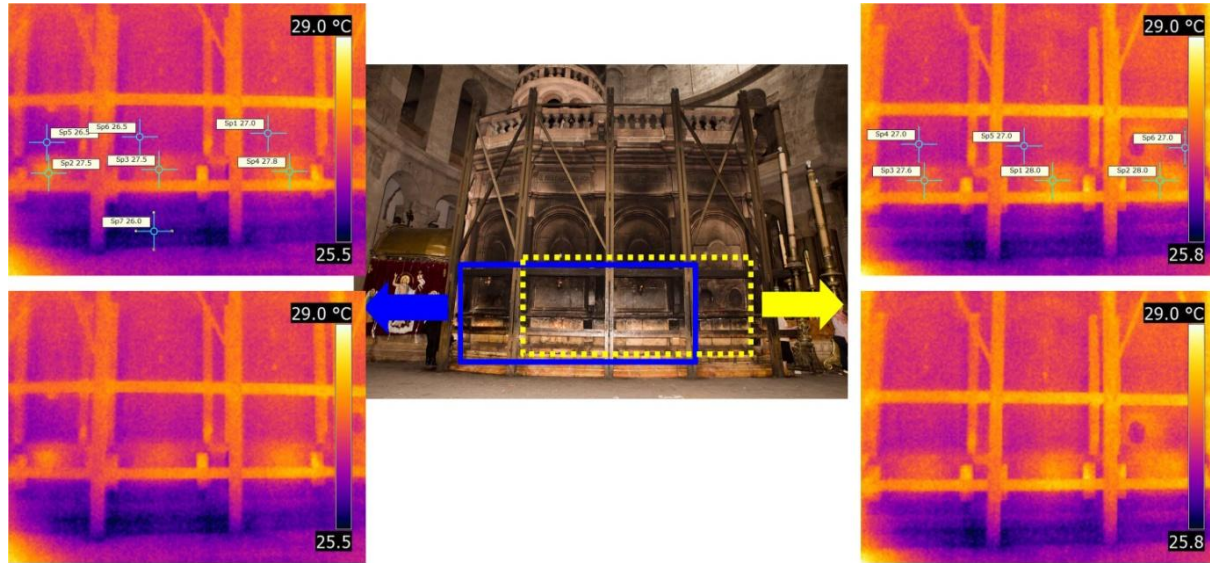 29.0 °C
Sp5 26.5
Sp6 26.5
Sp1 27.0
Sp2 27.5
Sp3 27.5
Sp4 27.8
Sp7 26.0
25.5
29.0 °C
25.5
29.0 °C
Sp4 27.0
Sp5 27.0
Sp6 27.0
Sp3 27.6
Sp1 28.0
Sp2 28.0
25.8
29.0 °C
25.8